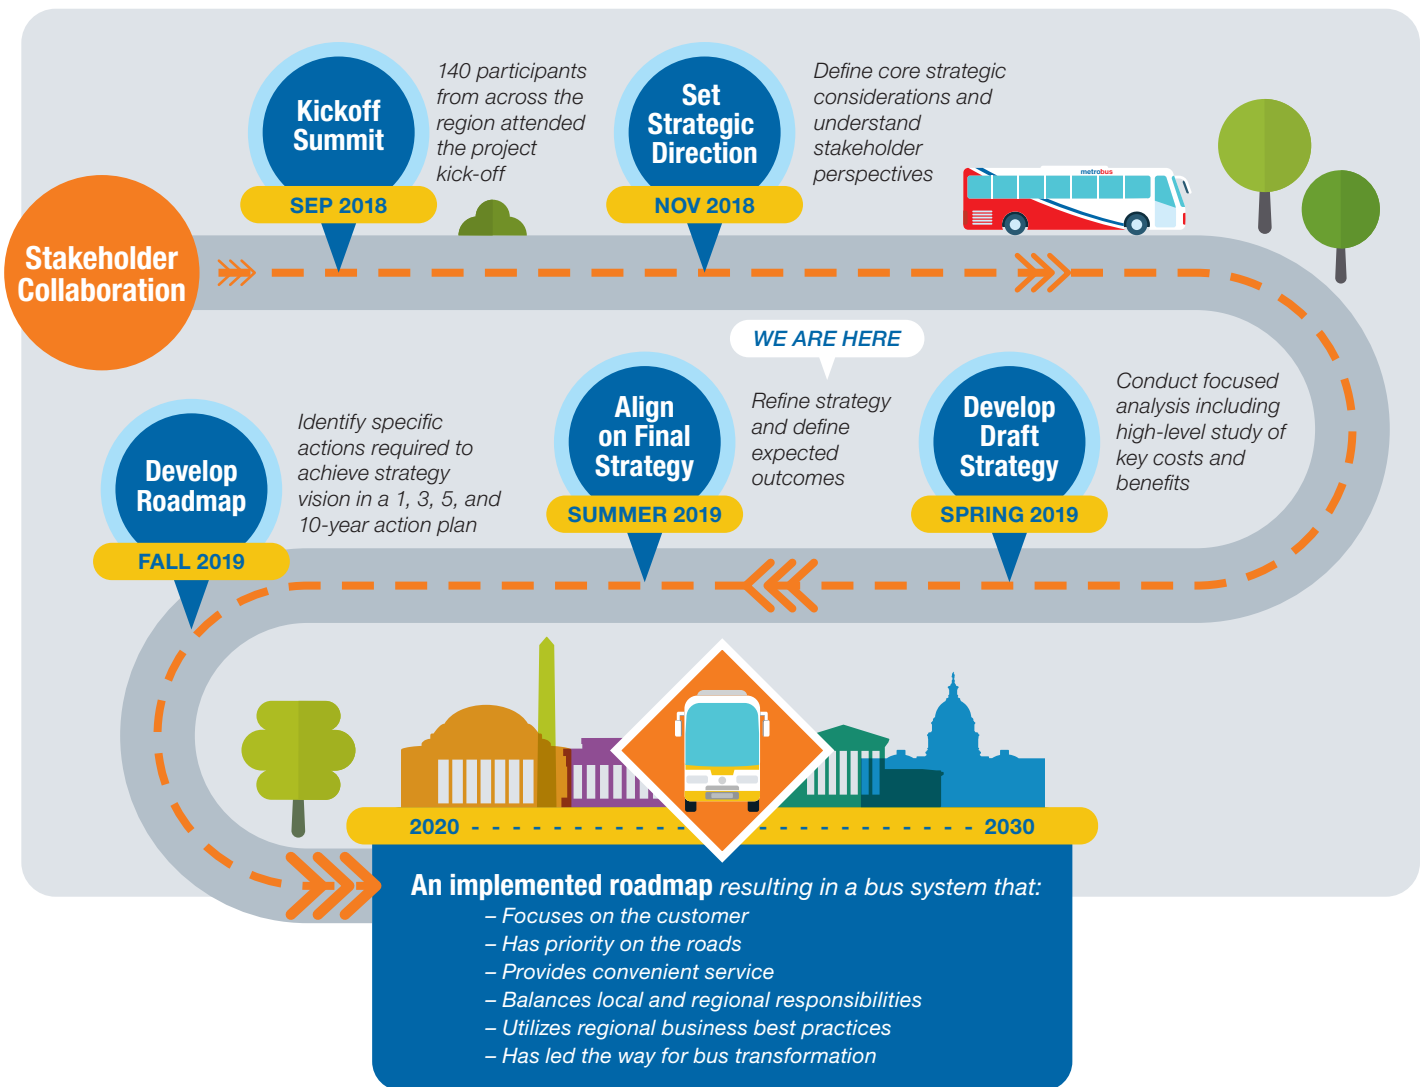 Stakeholder
Collaboration
Kickoff
Summit
SEP 2018
140 participants
from across the
region attended
the project
kick-off
Set
Strategic
Direction
NOV 2018
Define core strategic
considerations and
understand
stakeholder
perspectives
metrobus
WE ARE HERE
Develop
Draft
Strategy
SPRING 2019
Conduct focused
analysis including
high-level study of
key costs and
benefits
Align
on Final
Strategy
SUMMER 2019
Refine strategy
and define
expected
outcomes
Develop
Roadmap
FALL 2019
Identify specific
actions required to
achieve strategy
vision in a 1, 3, 5, and
10-year action plan
2020 - - - - - - - - - - - - - - - - - - - - - - - - 2030
An implemented roadmap resulting in a bus system that:
– Focuses on the customer
– Has priority on the roads
– Provides convenient service
– Balances local and regional responsibilities
– Utilizes regional business best practices
– Has led the way for bus transformation